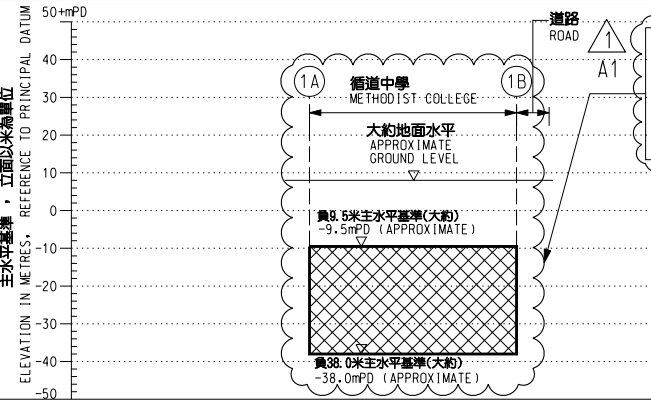 50+mPD
40
30
20
10
0
-10
-20
-30
-40
-50
主水平基準 , 立面以米為單位
ELEVATION IN METRES, REFERENCE TO PRINCIPAL DATUM
1A
循道中學
METHODIST COLLEGE
1B
道路
ROAD
1
A1
大約地面水平
APPROXIMATE
GROUND LEVEL
負9.5米主水平基準(大約)
-9.5mPD (APPROXIMATE)
負38.0米主水平基準(大約)
-38.0mPD (APPROXIMATE)